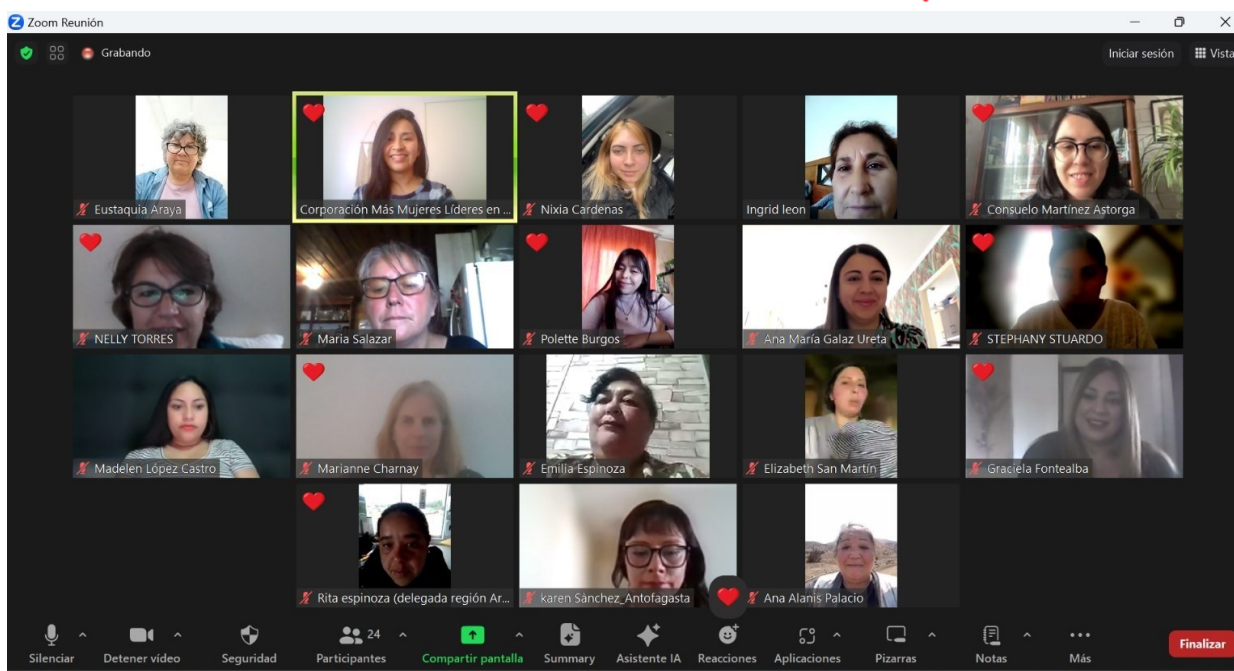 Zoom Reunión
Grabando
Iniciar sesión
Vista
Eustaquia Araya
Corporación Más Mujeres Líderes en ...
Nixia Cardenas
Ingrid leon
Consuelo Martínez Astorga
NELLY TORRES
Maria Salazar
Polette Burgos
Ana María Galaz Ureta
STEPHANY STUARDO
Madelen López Castro
Marianne Charnay
Emilia Espinoza
Elizabeth San Martín
Graciela Fontealba
Rita espinoza (delegada región Ar...
karen Sànchez_Antofagasta
Ana Alanis Palacio
Silenciar
Detener vídeo
Seguridad
24
Participantes
Compartir pantalla
Summary
Asistente IA
Reacciones
Aplicaciones
Pizarras
Notas
Más
Finalizar